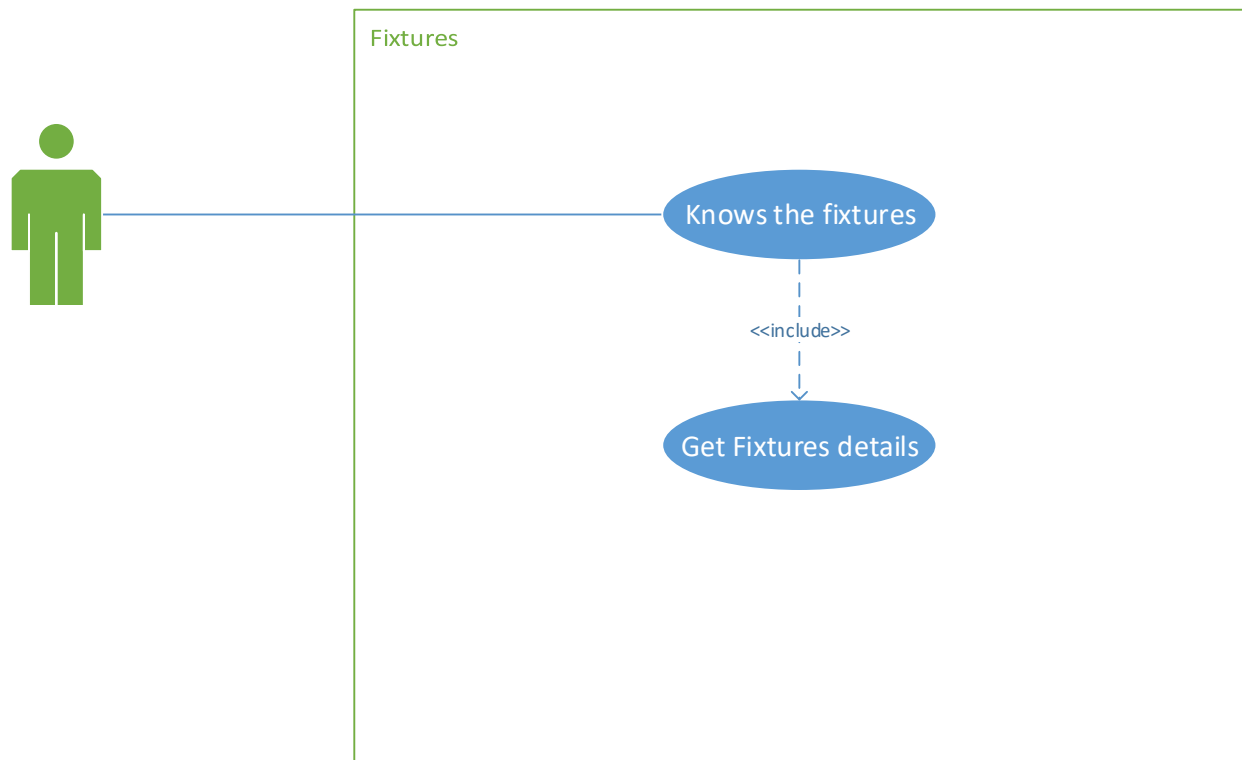 Fixtures
Knows the fixtures
<<include>>
Get Fixtures details